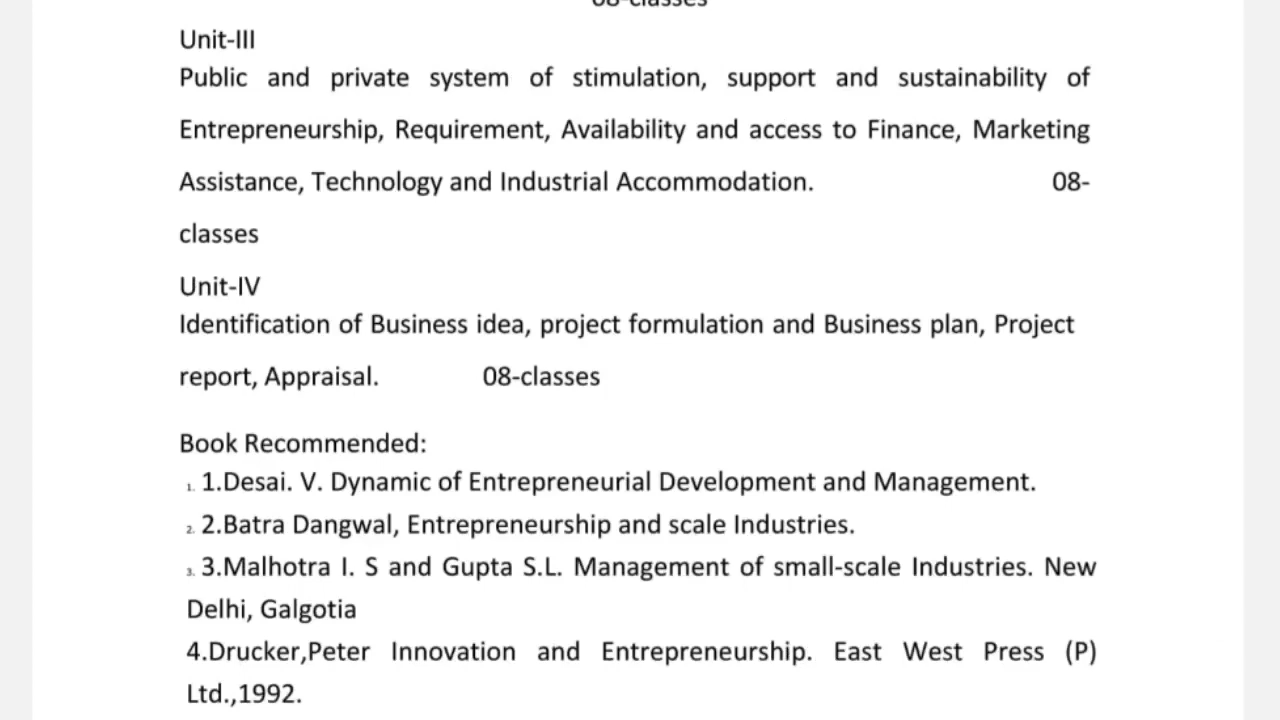 08-classes
Unit-III
Public and private system of stimulation, support and sustainability of
Entrepreneurship, Requirement, Availability and access to Finance, Marketing
Assistance, Technology and Industrial Accommodation. 08-
classes
Unit-IV
Identification of Business idea, project formulation and Business plan, Project
report, Appraisal. 08-classes
Book Recommended:
1. 1.Desai. V. Dynamic of Entrepreneurial Development and Management.
2. 2.Batra Dangwal, Entrepreneurship and scale Industries.
3. 3.Malhotra I. S and Gupta S.L. Management of small-scale Industries. New
Delhi, Galgotia
4.Drucker,Peter Innovation and Entrepreneurship. East West Press (P)
Ltd.,1992.